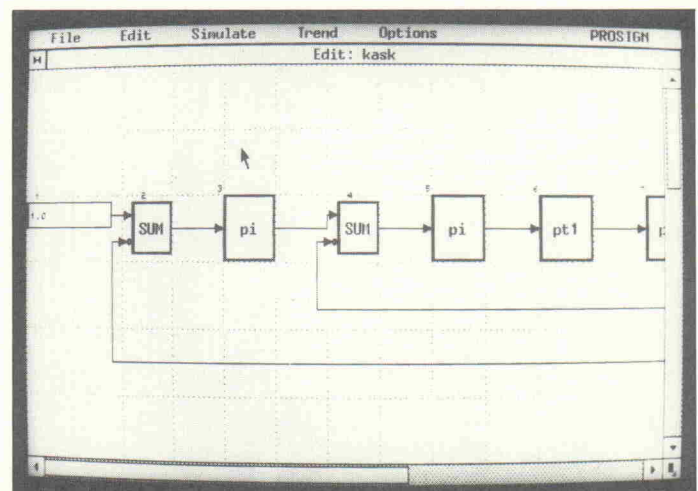 File Edit Simulate Trend Options PROSIGN
Edit: kask
2 3 4 5 6
1.0 SUM pi SUM pi pt1 p